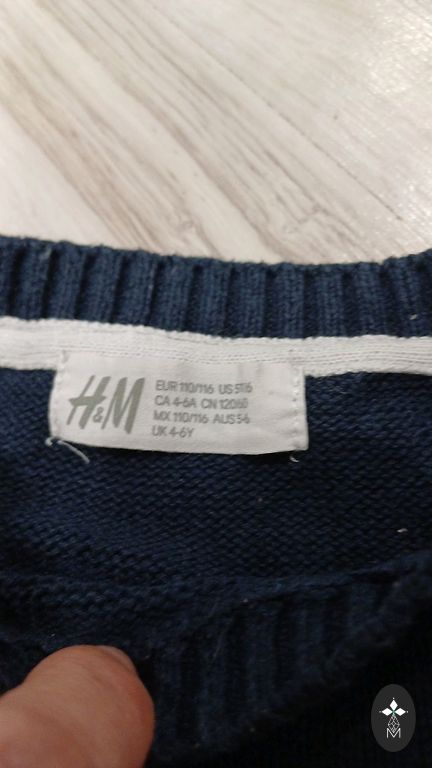 H&M
EUR 110/116 US 5T/6
CA 4-6A CN 120/60
MX 110/116 AUS 5-6
UK 4-6Y
M